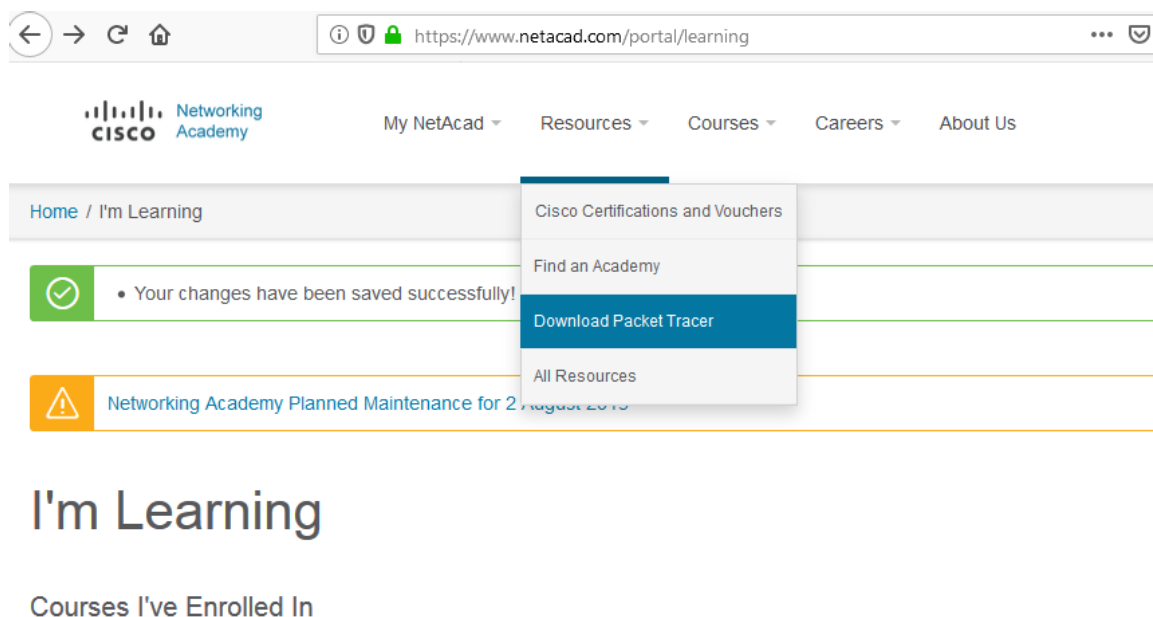 https://www.netacad.com/portal/learning
CISCO
Networking
Academy
My NetAcad
Resources
Courses
Careers
About Us
Home / I'm Learning
Cisco Certifications and Vouchers
Find an Academy
Download Packet Tracer
All Resources
• Your changes have been saved successfully!
Networking Academy Planned Maintenance for 2 August 2019
I'm Learning
Courses I've Enrolled In